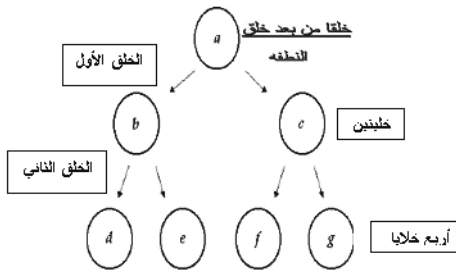 خلقا من بعد خلق
النطفه
a
الخلق الأول
b
c
خليتين
الخلق الثاني
d
e
f
g
أربع خلايا